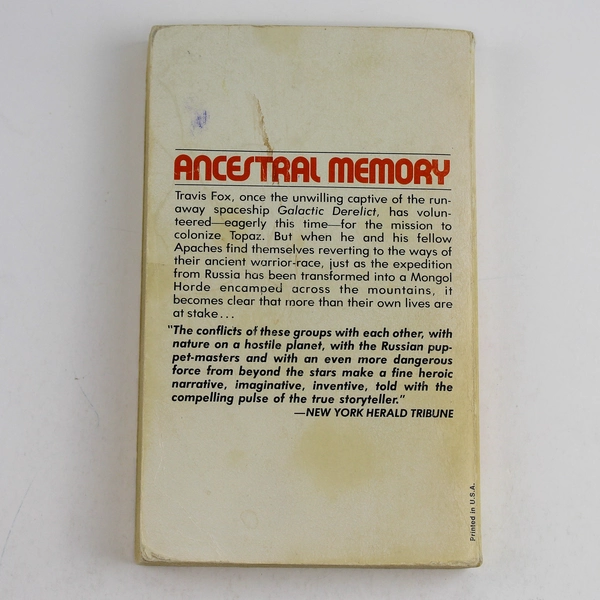 ANCESTRAL MEMORY
Travis Fox, once the unwilling captive of the run-
away spaceship Galactic Derelict, has volun-
teered—eagerly this time—for the mission to
colonize Topaz. But when he and his fellow
Apaches find themselves reverting to the ways of
their ancient warrior-race, just as the expedition
from Russia has been transformed into a Mongol
Horde encamped across the mountains, it
becomes clear that more than their own lives are
at stake...
"The conflicts of these groups with each other, with
nature on a hostile planet, with the Russian pup-
pet-masters and with an even more dangerous
force from beyond the stars make a fine heroic
narrative, imaginative, inventive, told with the
compelling pulse of the true storyteller."
—NEW YORK HERALD TRIBUNE
Printed in U.S.A.